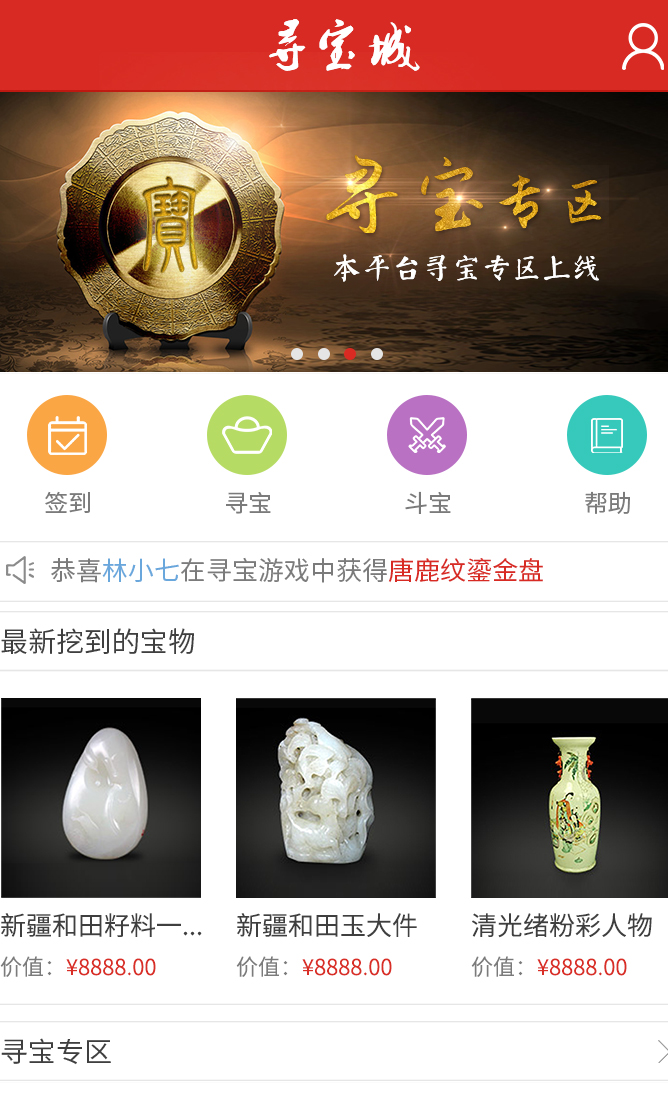 寻宝城
寶
寻宝专区
本平台寻宝专区上线
签到 寻宝 斗宝 帮助
恭喜林小七在寻宝游戏中获得唐鹿纹鎏金盘
最新挖到的宝物
新疆和田籽料一... 新疆和田玉大件 清光绪粉彩人物
价值：¥8888.00 价值：¥8888.00 价值：¥8888.00
寻宝专区